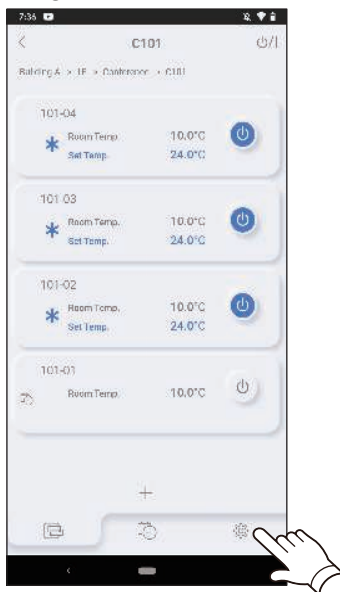 7:36
C101
Building A > 1F > Conference > C101
101-04
Room Temp. 10.0°C
Set Temp. 24.0°C
101-03
Room Temp. 10.0°C
Set Temp. 24.0°C
101-02
Room Temp. 10.0°C
Set Temp. 24.0°C
101-01
Room Temp. 10.0°C